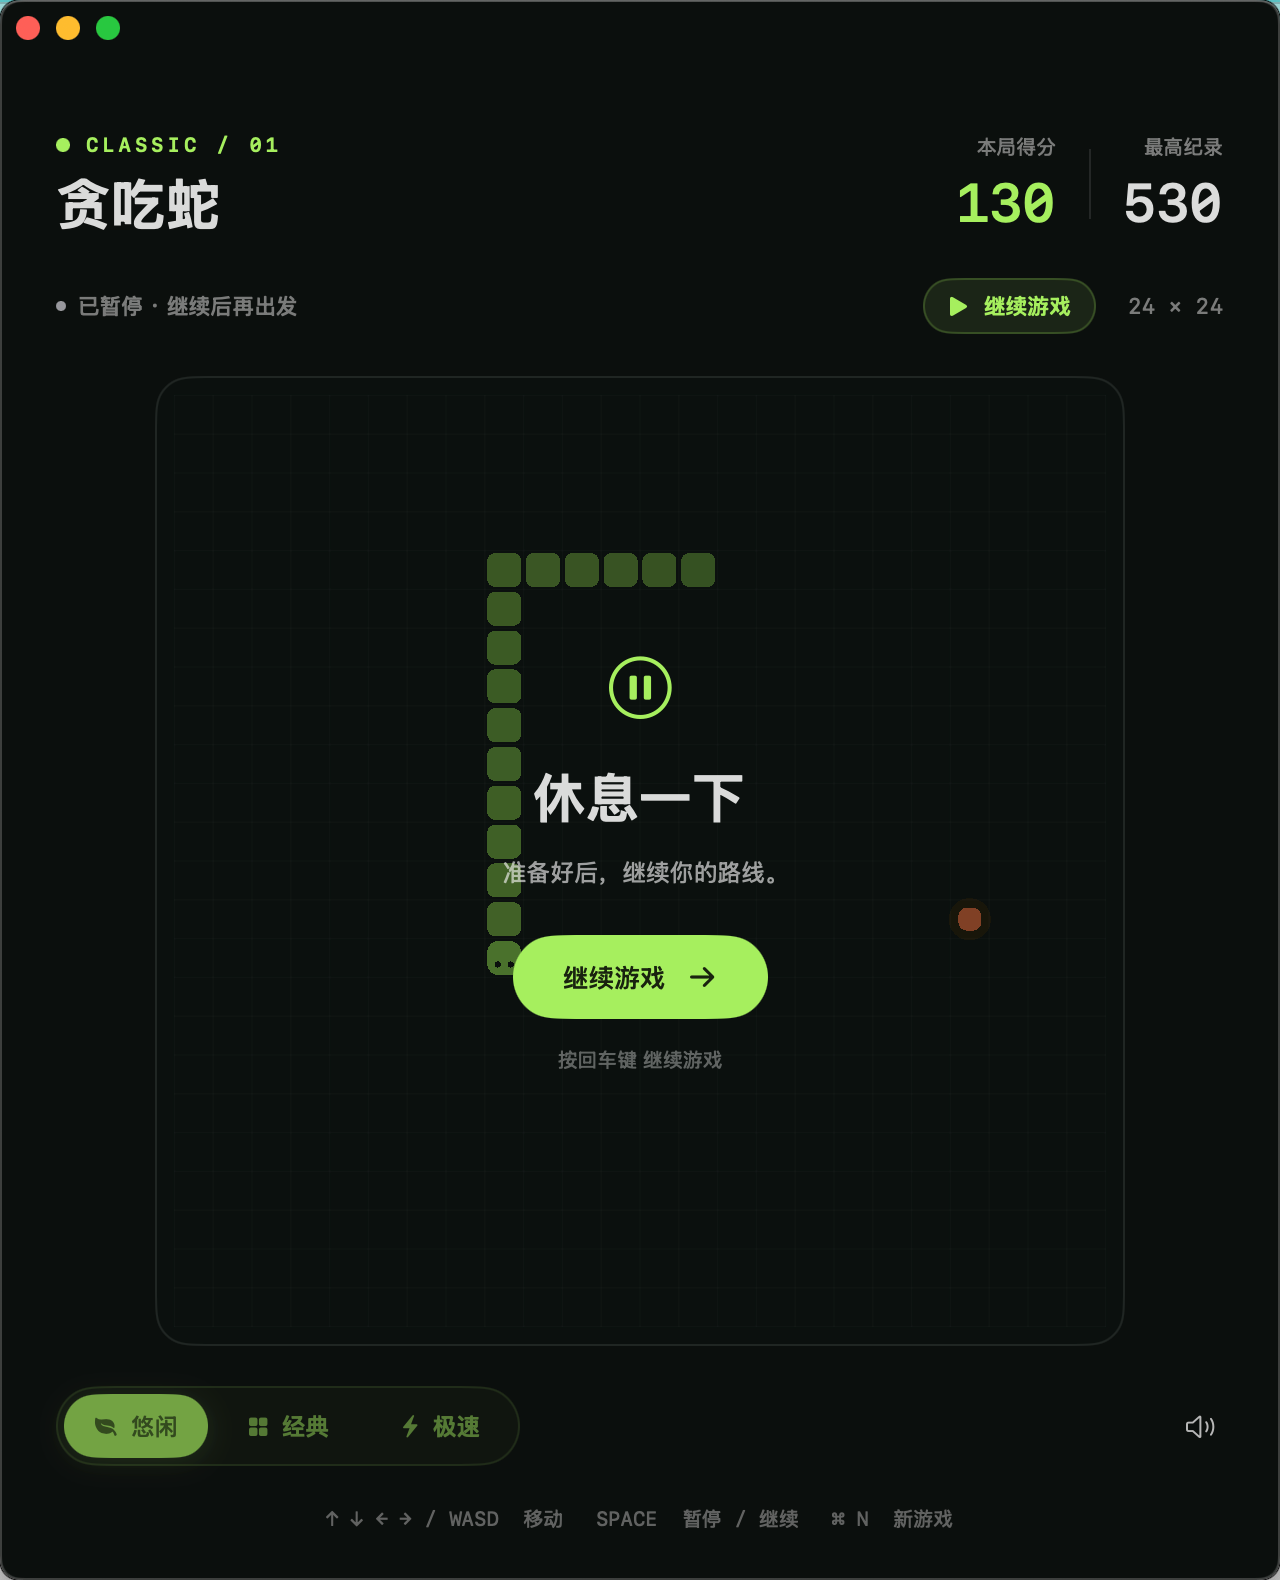 CLASSIC / 01
贪吃蛇
本局得分
130
最高纪录
530
已暂停 · 继续后再出发
继续游戏
24 × 24
休息一下
准备好后，继续你的路线。
继续游戏 →
按回车键 继续游戏
悠闲
经典
极速
↑ ↓ ← → / WASD 移动 SPACE 暂停 / 继续 ⌘ N 新游戏